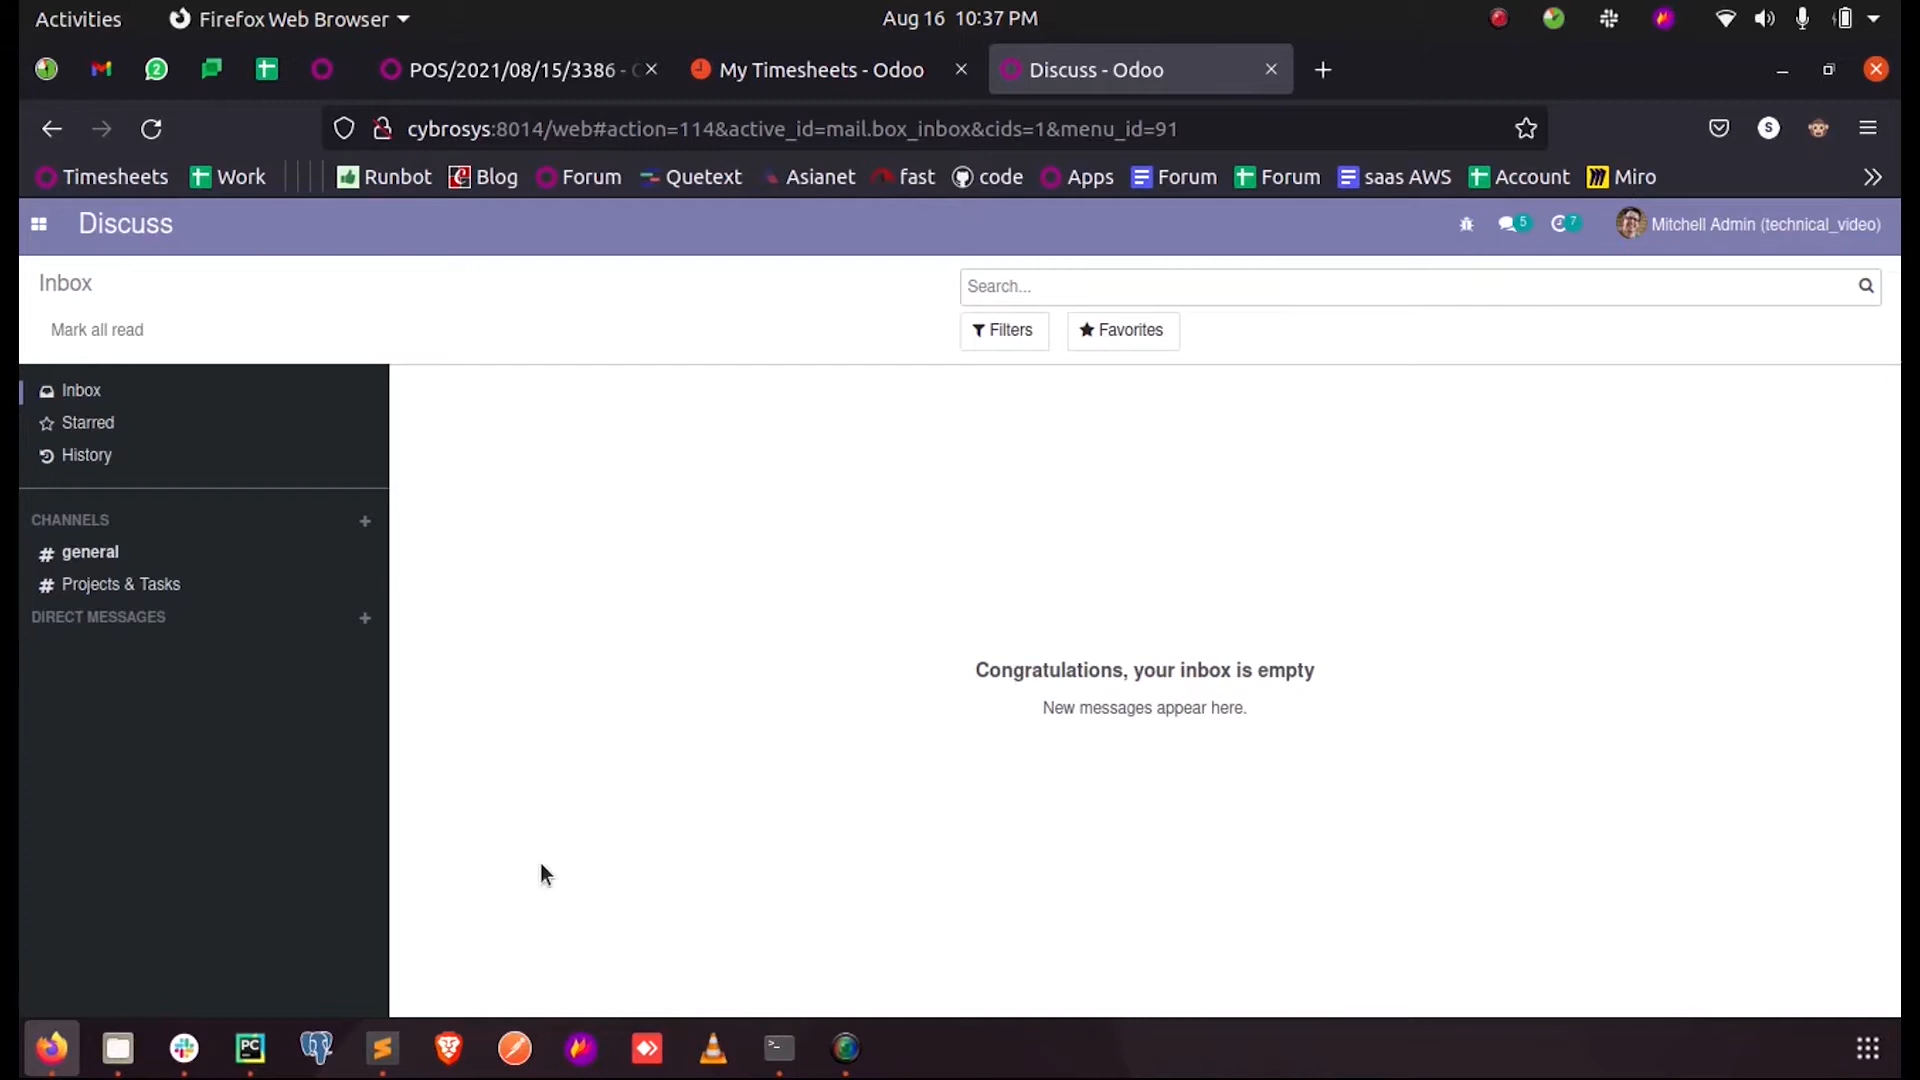 Activities Firefox Web Browser Aug 16 10:37 PM
POS/2021/08/15/3386 - My Timesheets - Odoo Discuss - Odoo
cybrosys:8014/web#action=114&active_id=mail.box_inbox&cids=1&menu_id=91
Timesheets Work Runbot Blog Forum Quetext Asianet fast code Apps Forum Forum saas AWS Account Miro
Discuss 5 7 Mitchell Admin (technical_video)
Inbox Search...
Mark all read Filters Favorites
Inbox
Starred
History
CHANNELS
# general
# Projects & Tasks
DIRECT MESSAGES
Congratulations, your inbox is empty
New messages appear here.